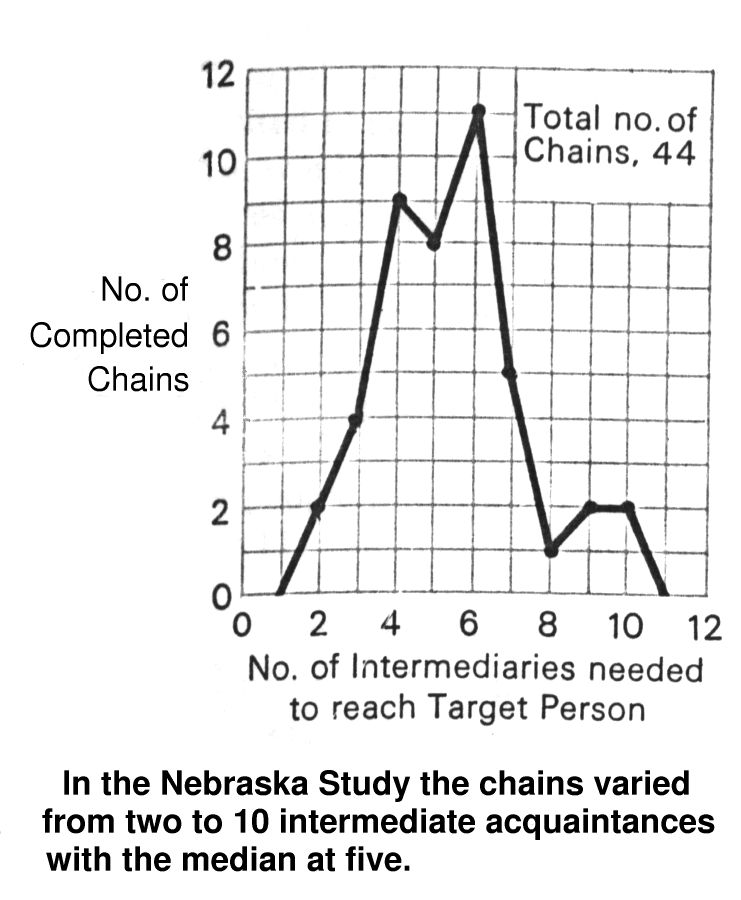 12
Total no. of
Chains, 44
10
8
No. of
Completed
Chains
6
4
2
0
0 2 4 6 8 10 12
No. of Intermediaries needed
to reach Target Person
In the Nebraska Study the chains varied
from two to 10 intermediate acquaintances
with the median at five.